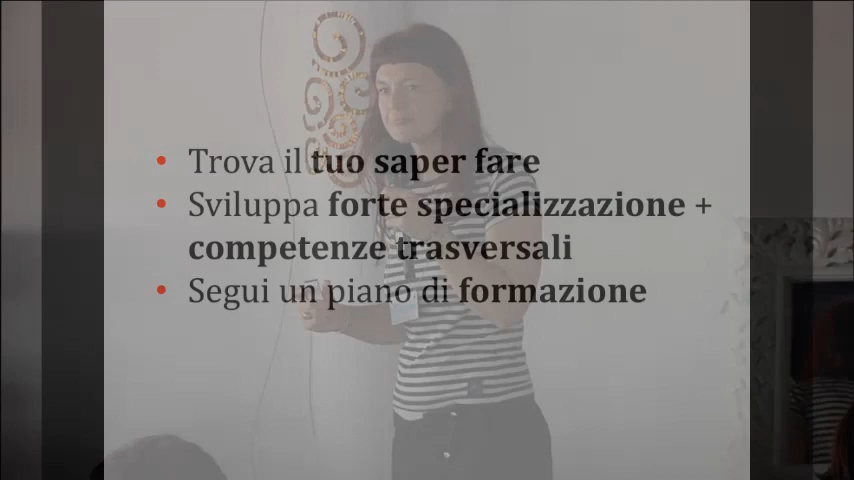 • Trova il tuo saper fare
• Sviluppa forte specializzazione +
competenze trasversali
• Segui un piano di formazione